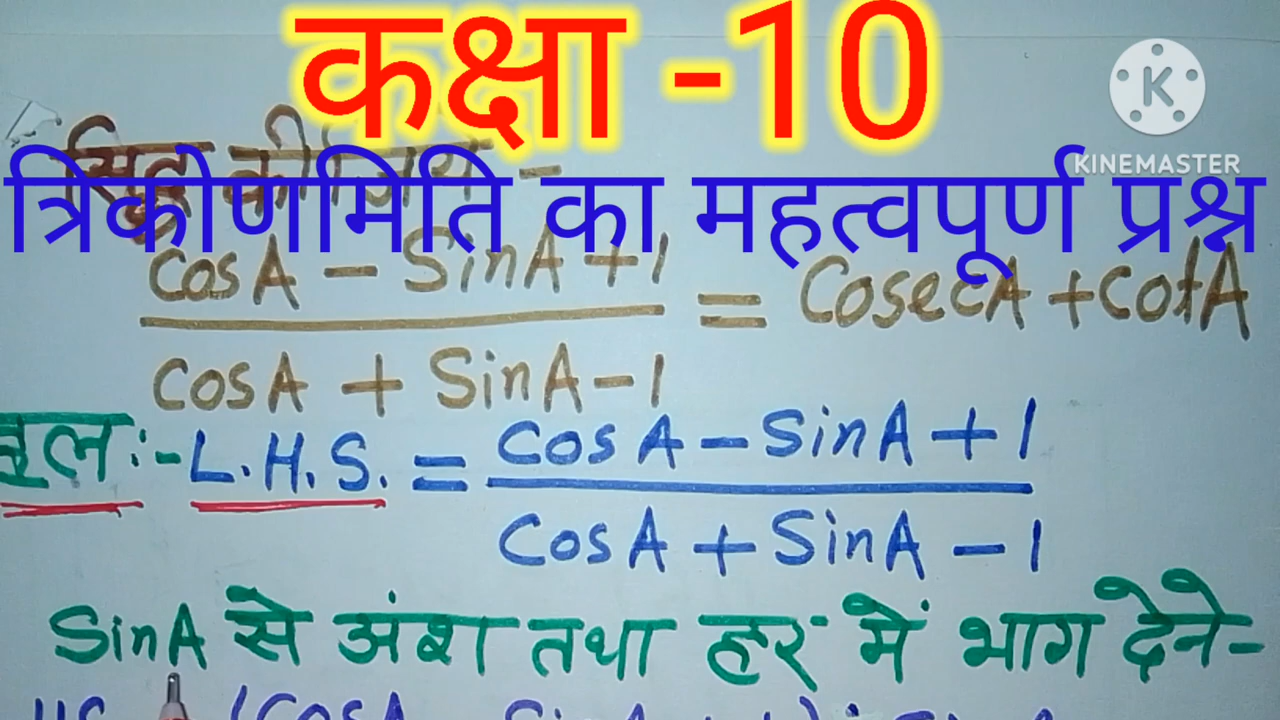 कक्षा -10
K
KINEMASTER
सिद्ध कीजिए -
त्रिकोणमिति का महत्वपूर्ण प्रश्न
CosA - SinA + 1
= CosecA + CotA
CosA + SinA - 1
हल :- L.H.S. = CosA - SinA + 1
CosA + SinA - 1
SinA से अंश तथा हर में भाग देने -